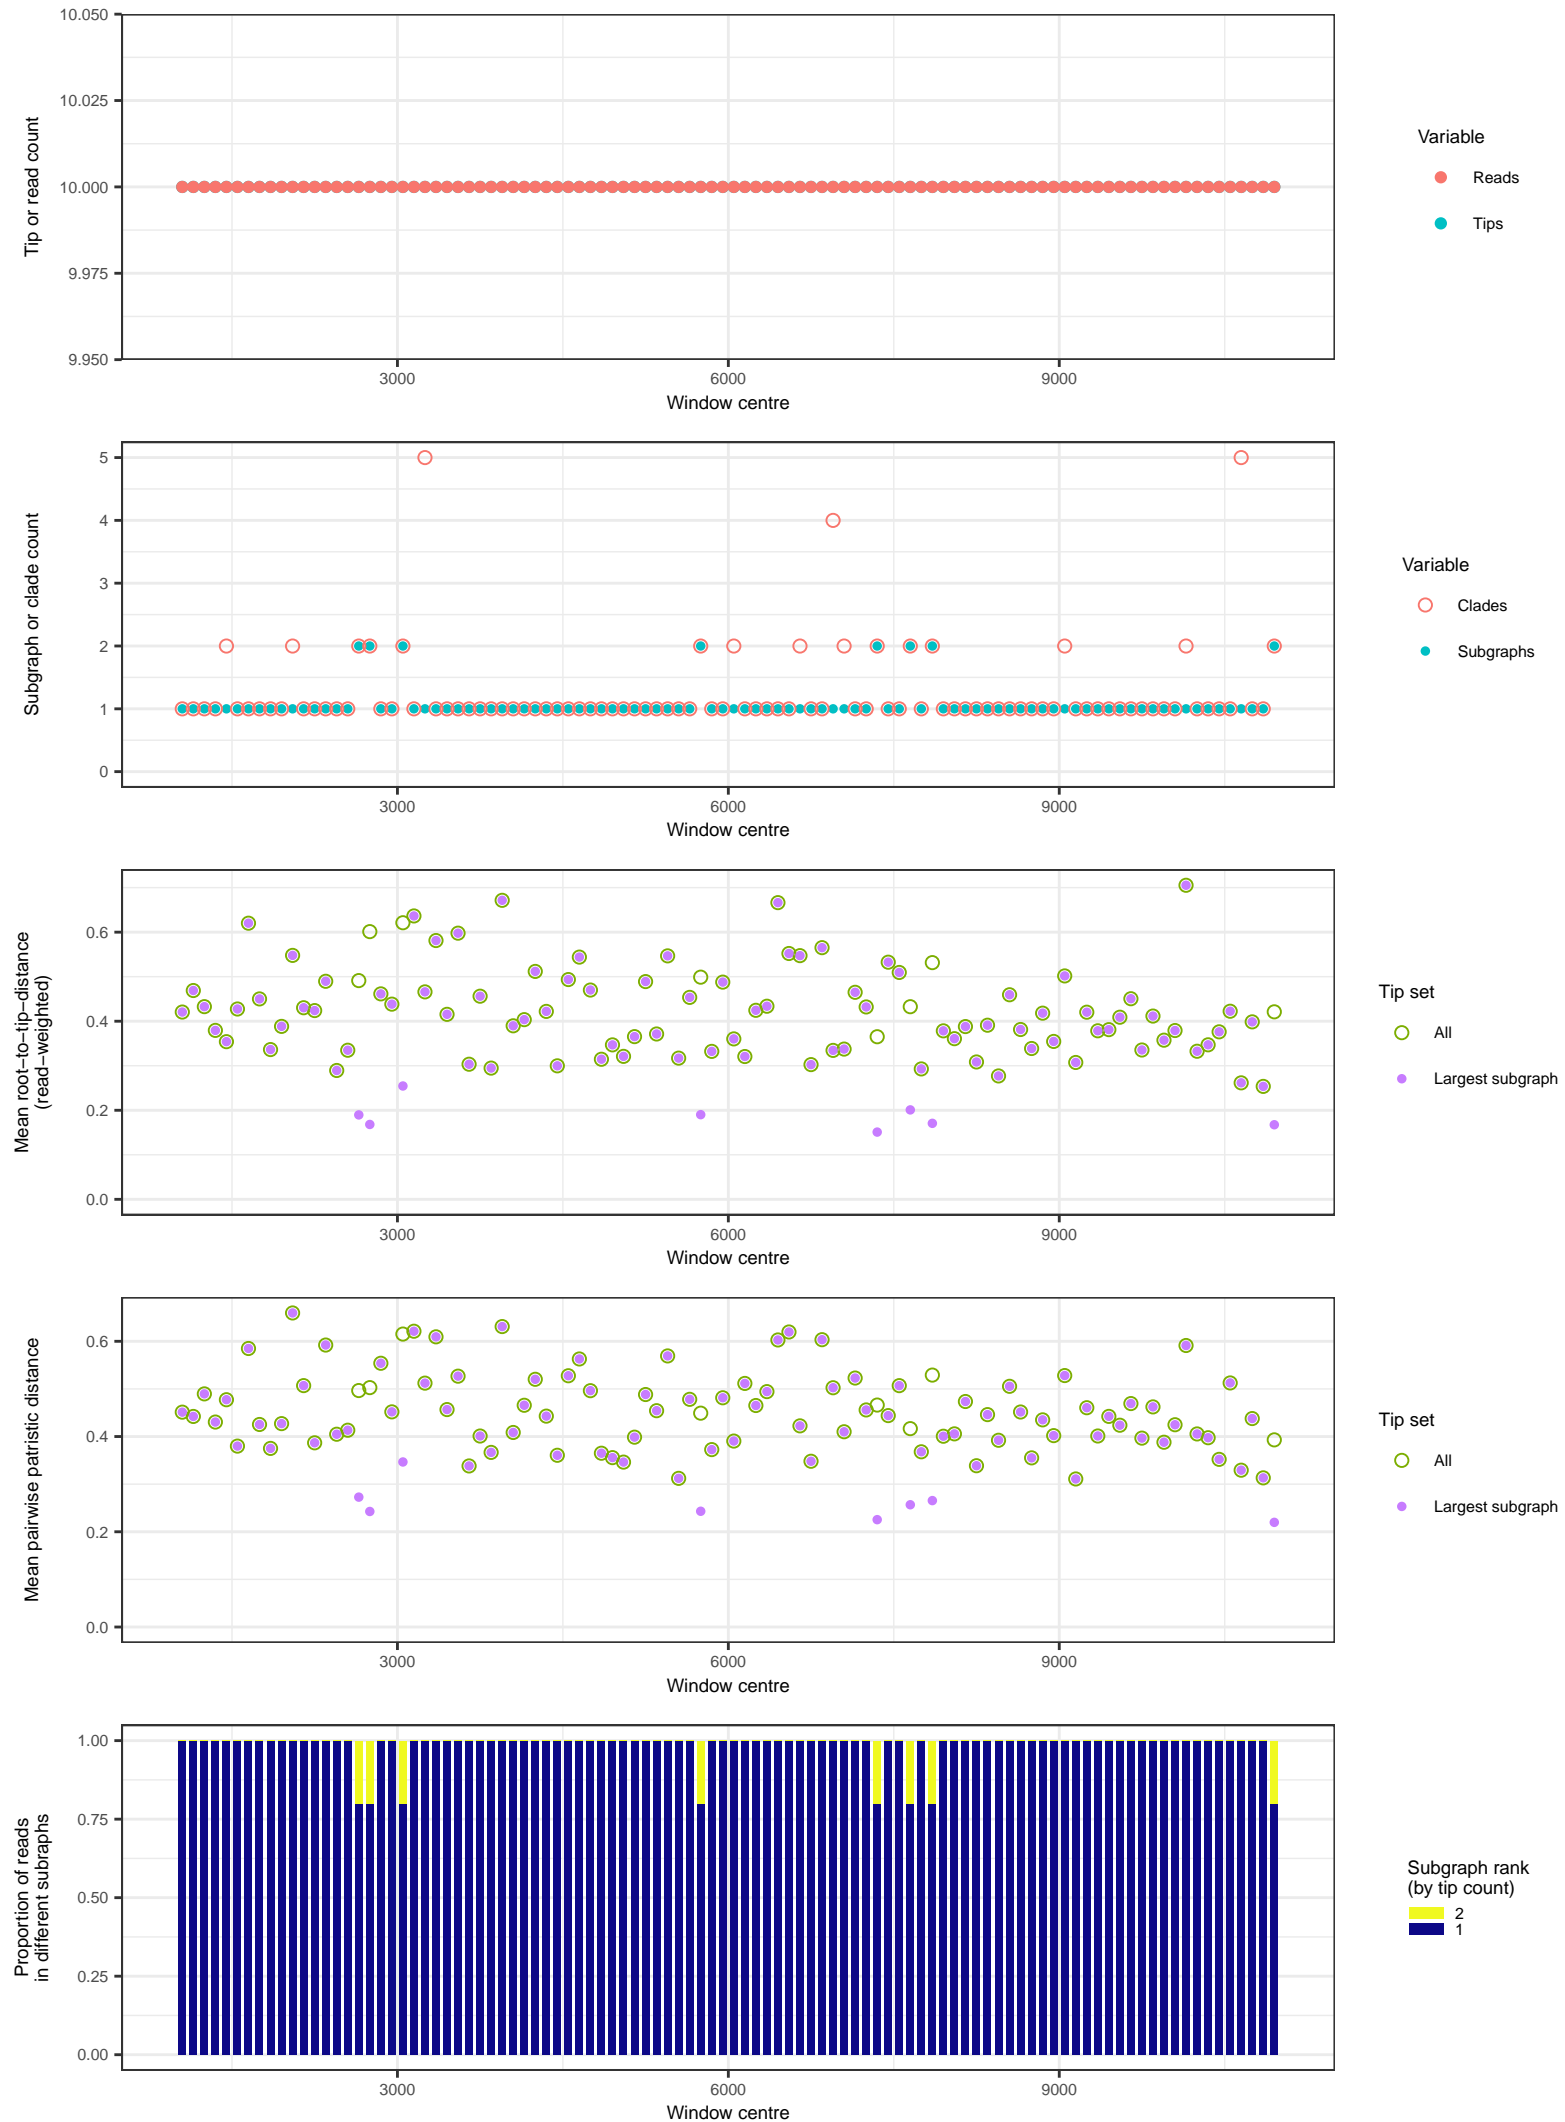 10.050
10.025
10.000
9.975
9.950
Tip or read count
3000 6000 9000
Window centre
Variable
Reads
Tips
5
4
3
2
1
0
Subgraph or clade count
3000 6000 9000
Window centre
Variable
Clades
Subgraphs
0.6
0.4
0.2
0.0
Mean root−to−tip−distance
(read−weighted)
3000 6000 9000
Window centre
Tip set
All
Largest subgraph
0.6
0.4
0.2
0.0
Mean pairwise patristic distance
3000 6000 9000
Window centre
Tip set
All
Largest subgraph
1.00
0.75
0.50
0.25
0.00
Proportion of reads
in different subraphs
3000 6000 9000
Window centre
Subgraph rank
(by tip count)
2
1